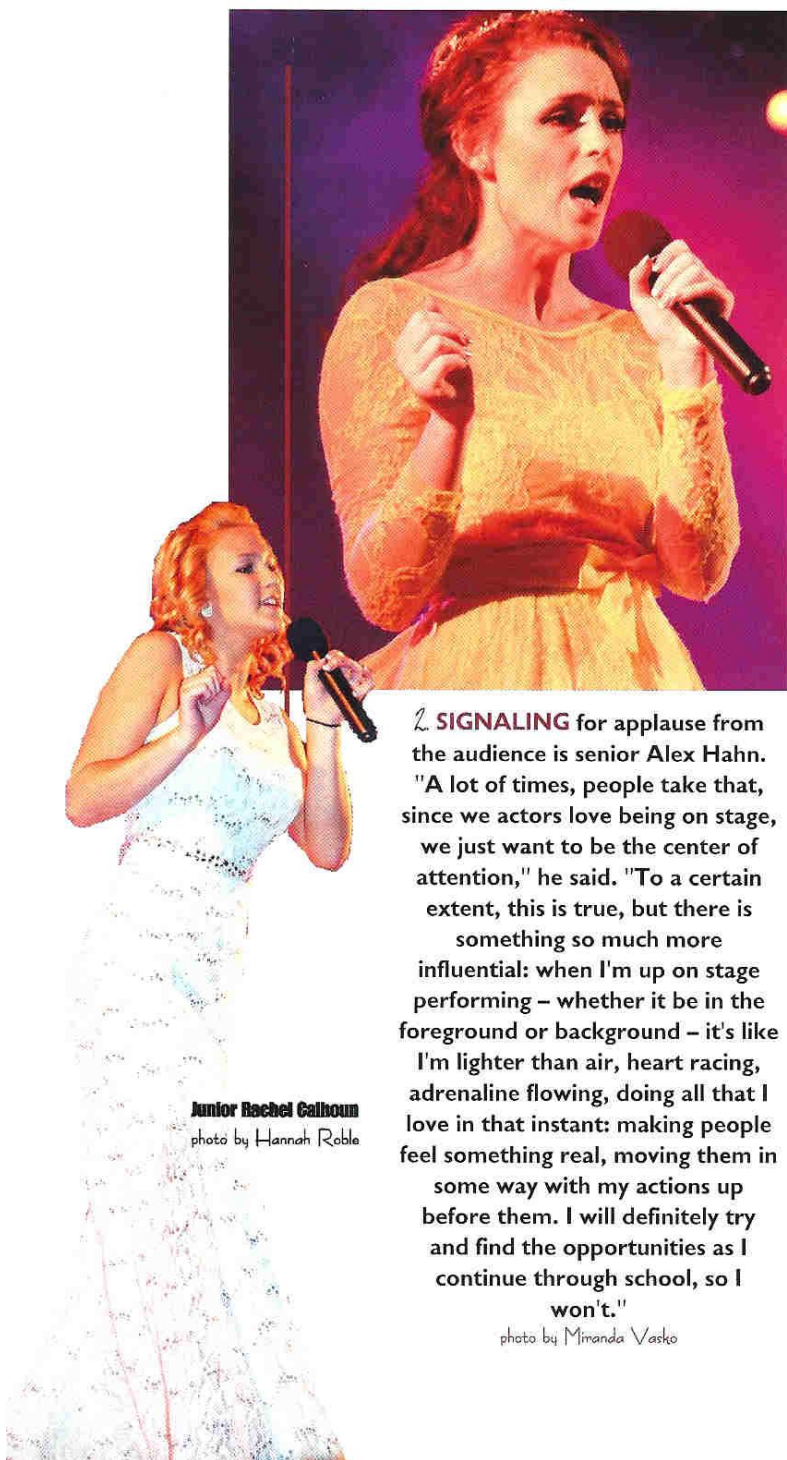 2. SIGNALING for applause from
the audience is senior Alex Hahn.
"A lot of times, people take that,
since we actors love being on stage,
we just want to be the center of
attention," he said. "To a certain
extent, this is true, but there is
something so much more
influential: when I'm up on stage
performing – whether it be in the
foreground or background – it's like
I'm lighter than air, heart racing,
adrenaline flowing, doing all that I
love in that instant: making people
feel something real, moving them in
some way with my actions up
before them. I will definitely try
and find the opportunities as I
continue through school, so I
won't."
photo by Miranda Vasko
Junior Rachel Calhoun
photo by Hannah Roble